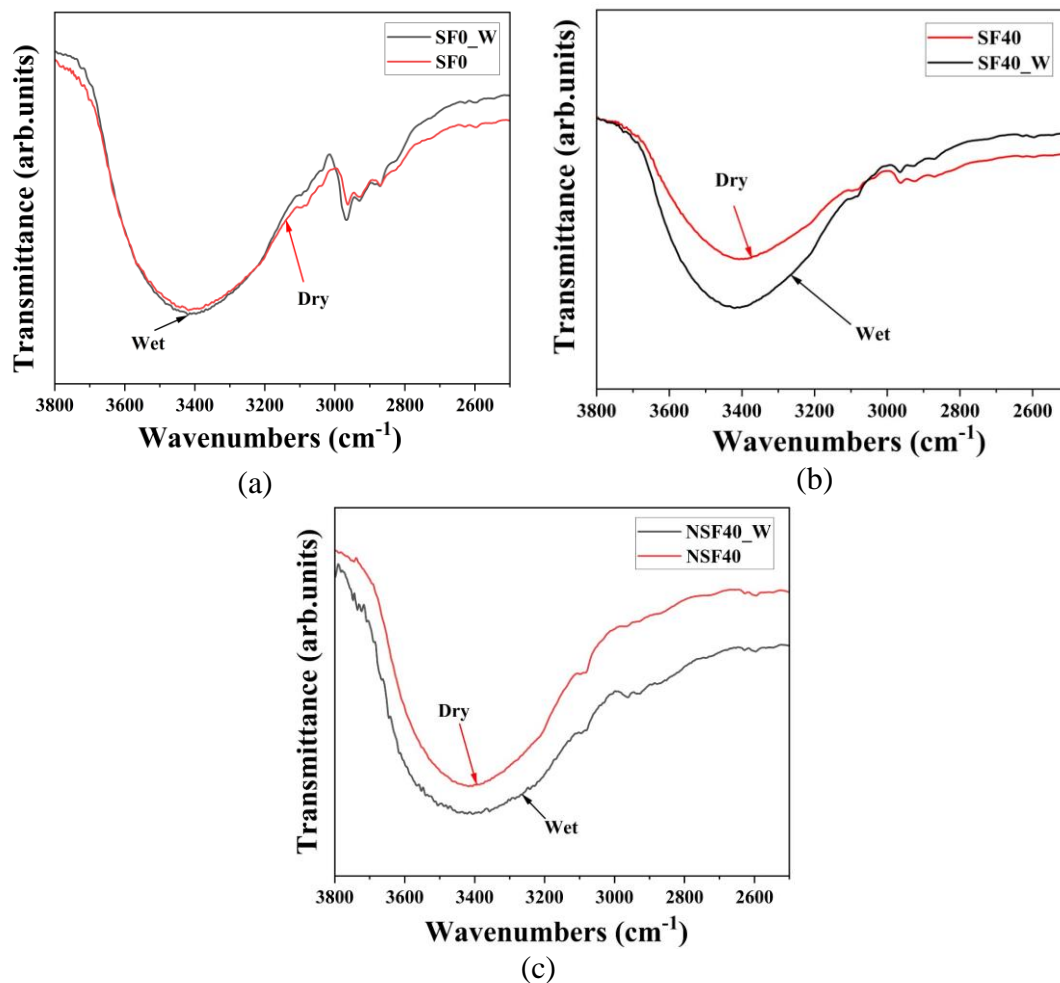 SF0_W
SF0
Transmittance (arb.units)
Dry
Wet
3800 3600 3400 3200 3000 2800 2600
Wavenumbers (cm⁻¹)
(a)
SF40
SF40_W
Transmittance (arb.units)
Dry
Wet
3800 3600 3400 3200 3000 2800 2600
Wavenumbers (cm⁻¹)
(b)
NSF40_W
NSF40
Transmittance (arb.units)
Dry
Wet
3800 3600 3400 3200 3000 2800 2600
Wavenumbers (cm⁻¹)
(c)